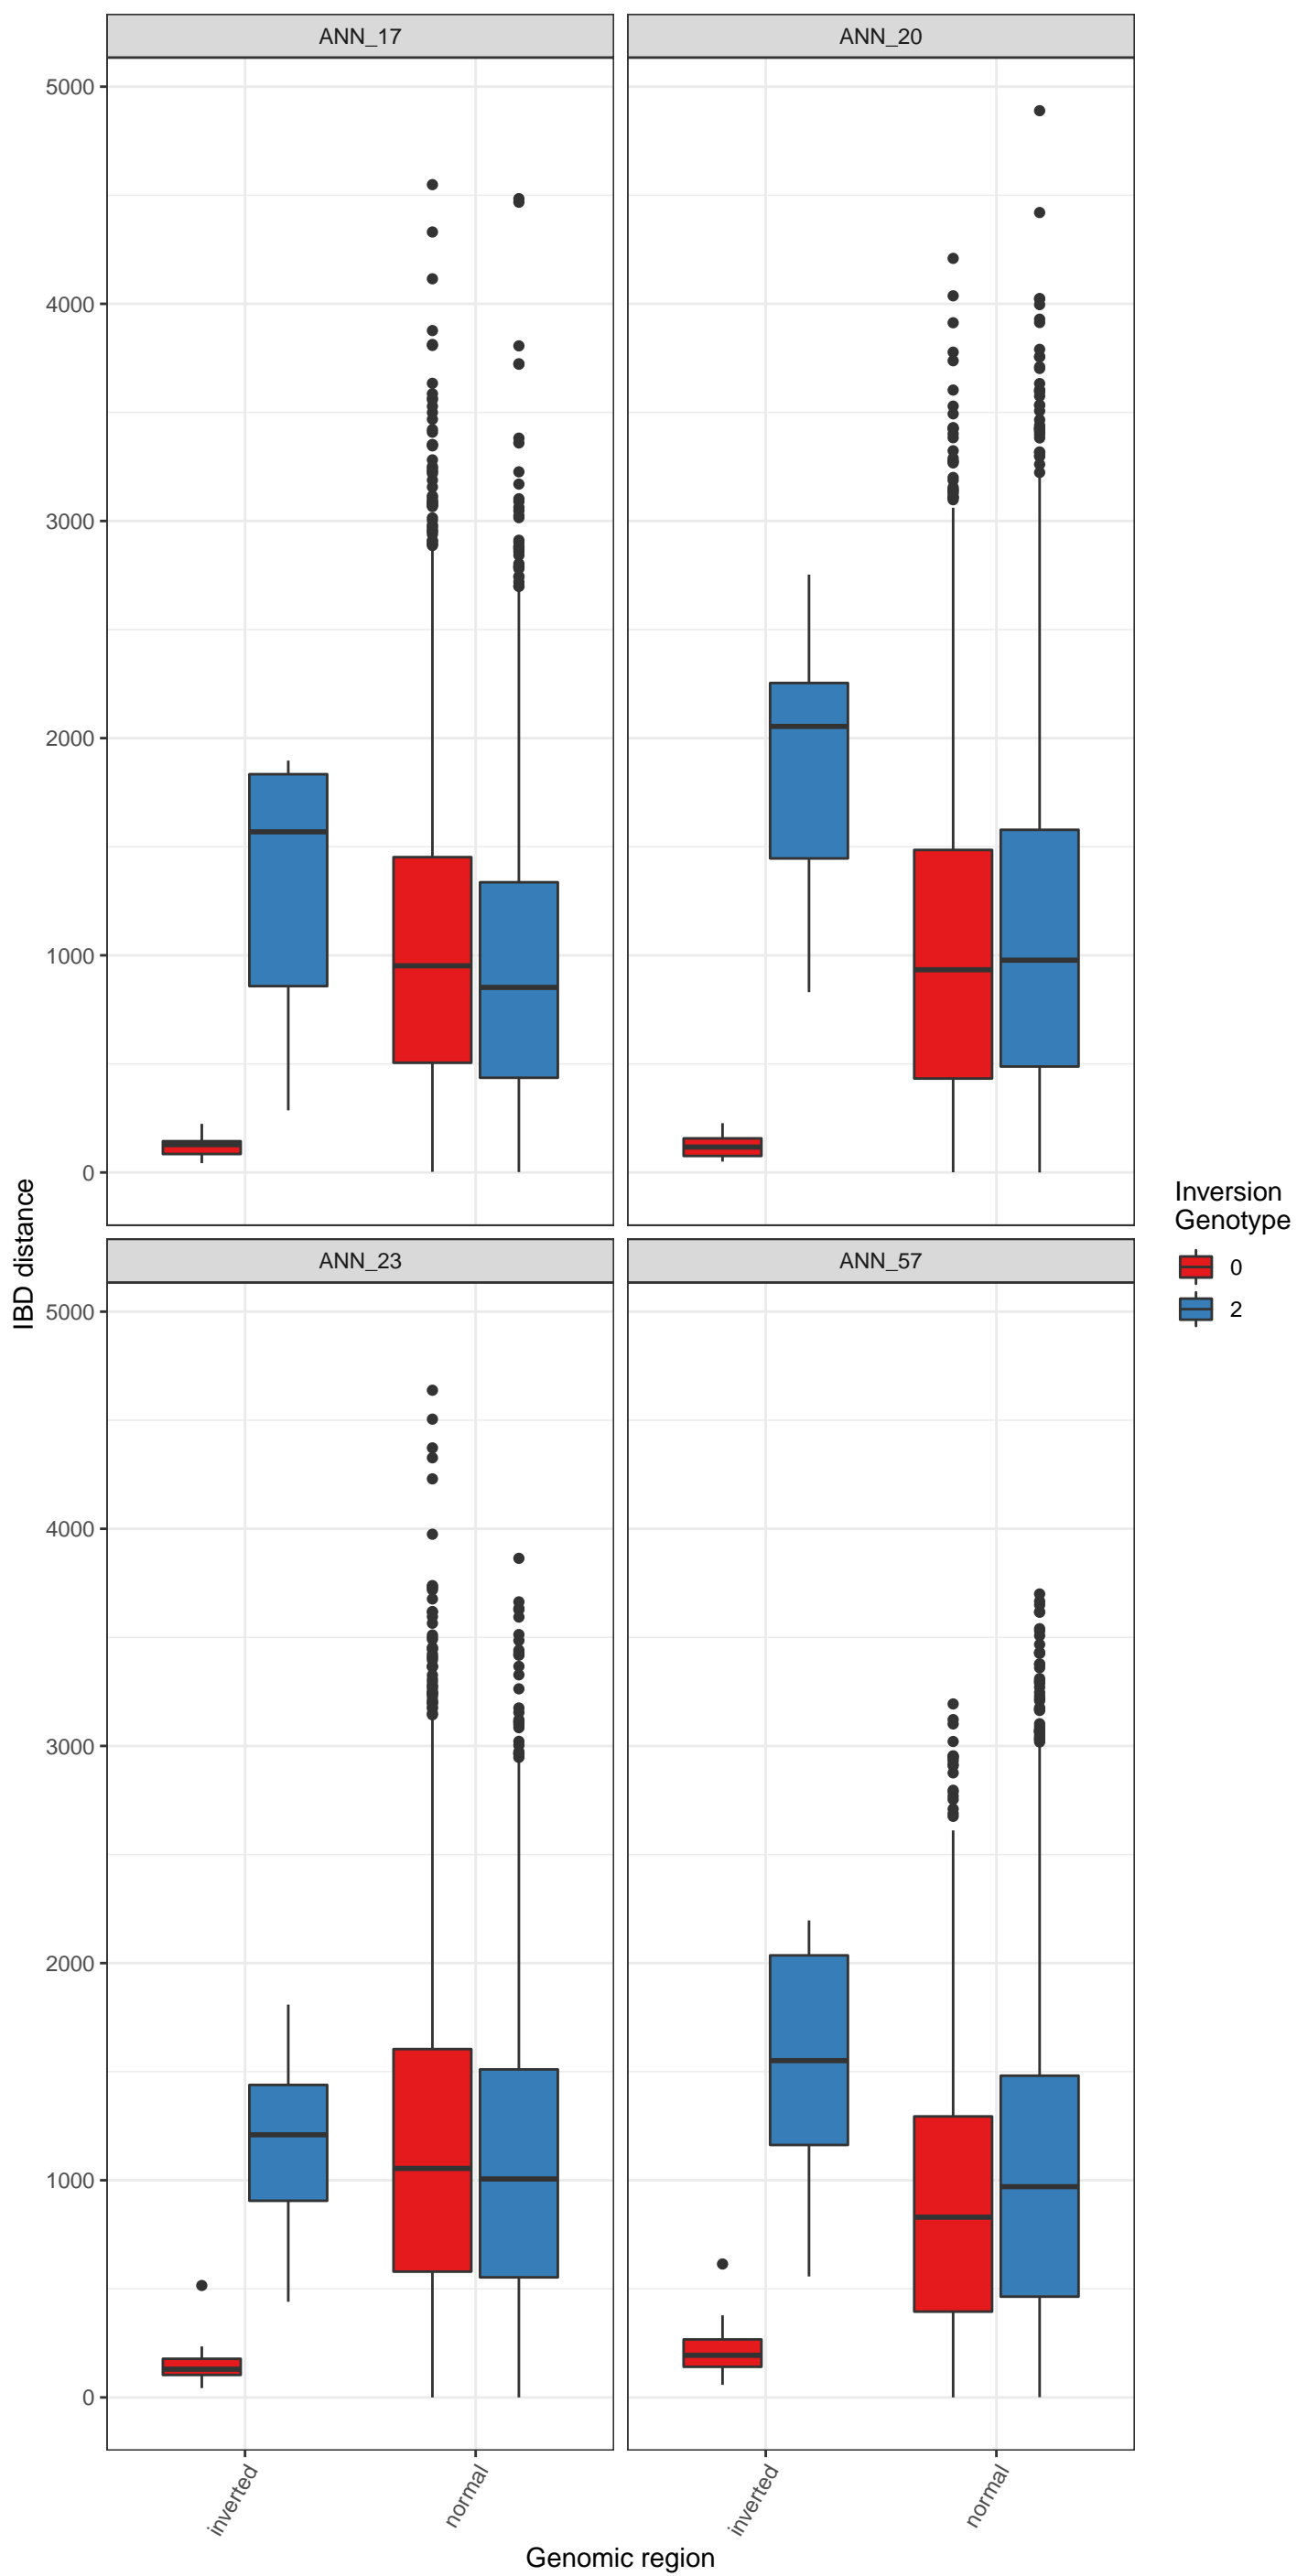 ANN_17
ANN_20
5000
4000
3000
2000
1000
0
ANN_23
ANN_57
5000
4000
3000
2000
1000
0
inverted
normal
inverted
normal
Genomic region
IBD distance
Inversion
Genotype
0
2